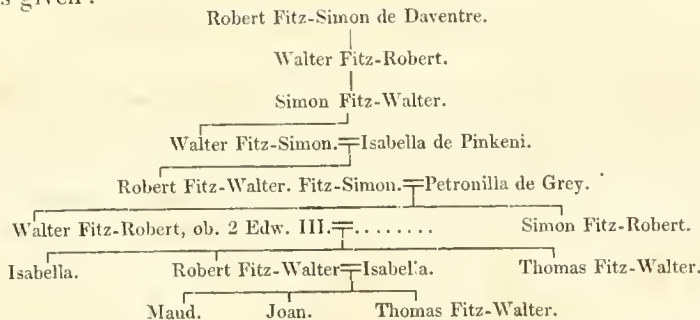 s given:
Robert Fitz-Simon de Daventre.
Walter Fitz-Robert.
Simon Fitz-Walter.
Walter Fitz-Simon. Isabella de Pinkeni.
Robert Fitz-Walter. Fitz-Simon. Petronilla de Grey.
Walter Fitz-Robert, ob. 2 Edw. III. ........ Simon Fitz-Robert.
Isabella. Robert Fitz-Walter Isabella. Thomas Fitz-Walter.
Maud. Joan. Thomas Fitz-Walter.